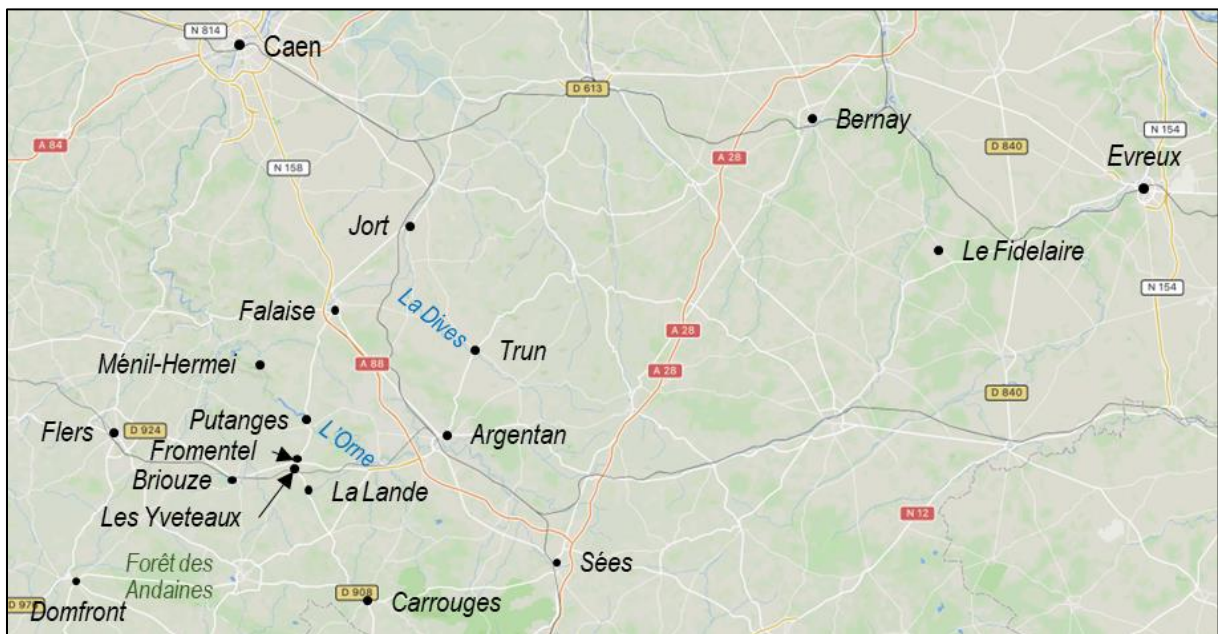 N 814
Caen
D 613
Bernay
A 84
N 158
A 28
D 840
N 154
Evreux
Jort
Le Fidelaire
N 154
La Dives
Falaise
A 28
Trun
Ménil-Hermei
A 88
A 28
D 840
Putanges
L'Orne
Flers
D 924
Argentan
Fromentel
Briouze
La Lande
Les Yveteaux
N 12
Forêt des
Andaines
Sées
D 908
Carrouges
Domfront